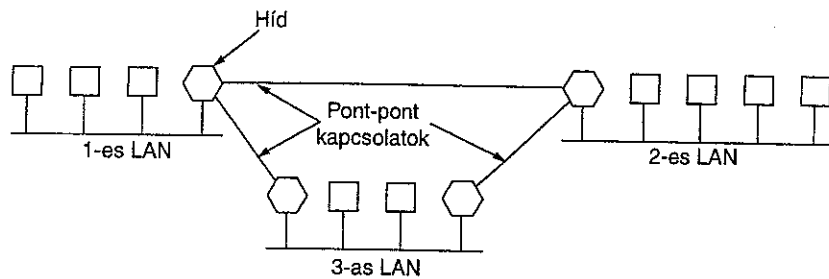 Híd
Pont-pont
kapcsolatok
1-es LAN
2-es LAN
3-as LAN